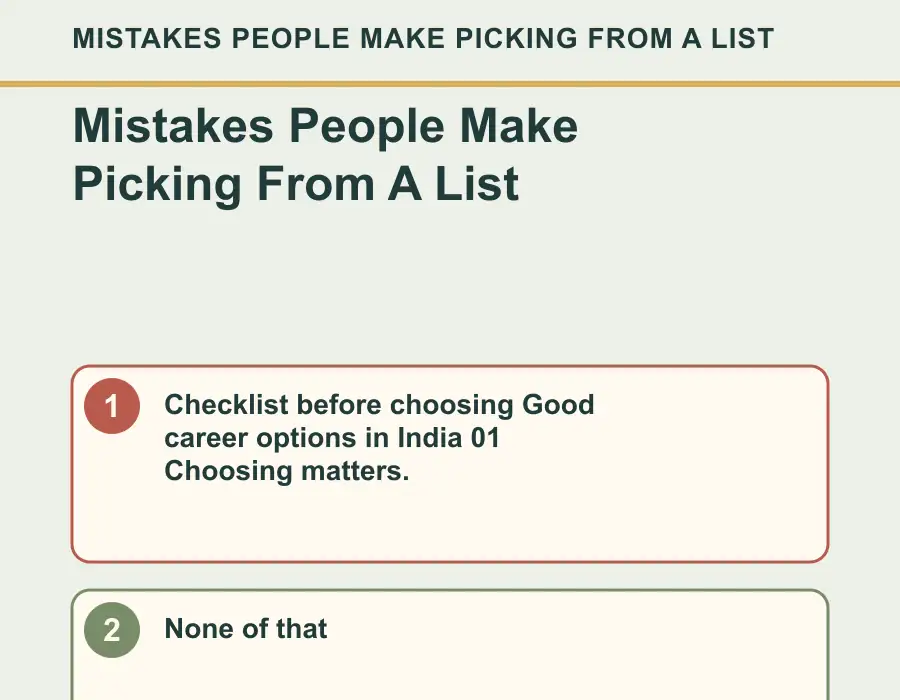 MISTAKES PEOPLE MAKE PICKING FROM A LIST
Mistakes People Make
Picking From A List
1
Checklist before choosing Good
career options in India 01
Choosing matters.
2
None of that